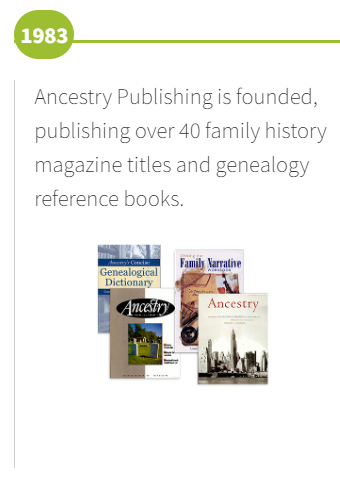 1983
Ancestry Publishing is founded,
publishing over 40 family history
magazine titles and genealogy
reference books.
Ancestry's Concise
Genealogical
Dictionary
Family Narrative
Ancestry
Ancestry